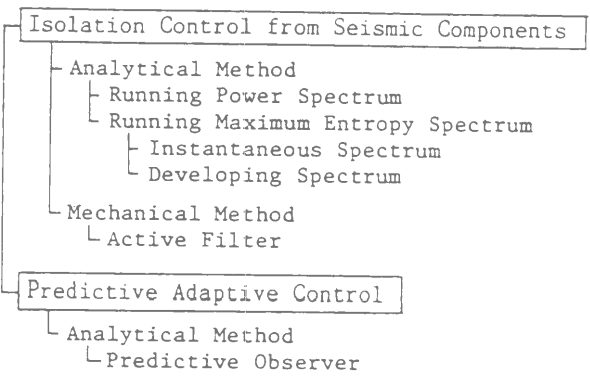 Isolation Control from Seismic Components
Analytical Method
Running Power Spectrum
Running Maximum Entropy Spectrum
Instantaneous Spectrum
Developing Spectrum
Mechanical Method
Active Filter
Predictive Adaptive Control
Analytical Method
Predictive Observer